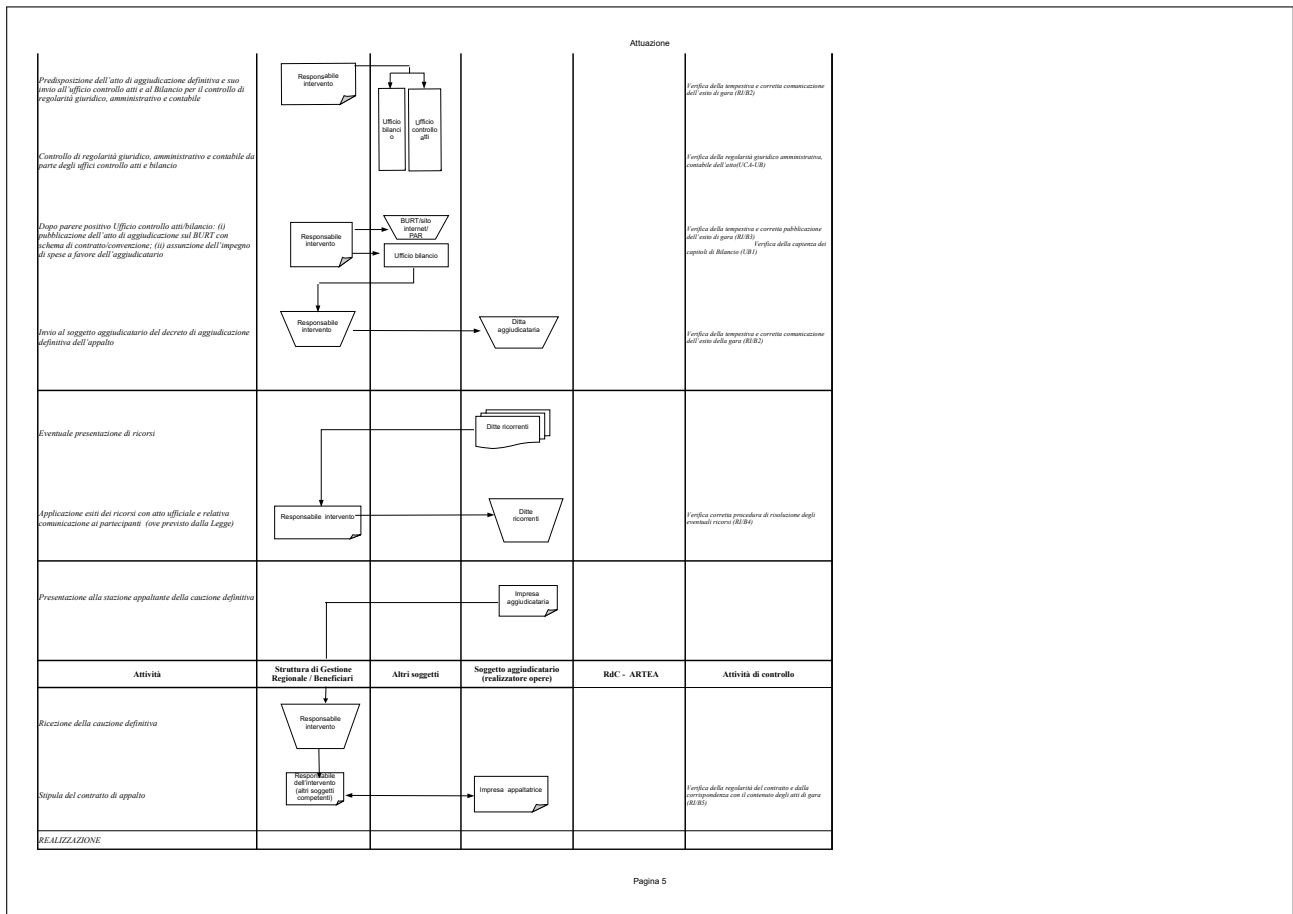 Attuazione
Predisposizione dell'atto di aggiudicazione definitiva e suo
invio all'ufficio controllo atti e al Bilancio per il controllo di
regolarità giuridico, amministrativo e contabile
Responsabile
intervento
Ufficio
bilanci
o
Ufficio
controllo
atti
Verifica della tempestiva e corretta comunicazione
dell'esito di gara (RI/B2)
Controllo di regolarità giuridico, amministrativo e contabile da
parte degli uffici controllo atti e bilancio
Verifica della regolarità giuridico amministrativa,
contabile dell'atto(UCA-UB)
Dopo parere positivo Ufficio controllo atti/bilancio: (i)
pubblicazione dell'atto di aggiudicazione sul BURT con
schema di contratto/convenzione; (ii) assunzione dell'impegno
di spese a favore dell'aggiudicatario
Responsabile
intervento
BURT/sito
internet/
PAR
Ufficio bilancio
Verifica della tempestiva e corretta pubblicazione
dell'esito di gara (RI/B3)
Verifica della capienza dei
capitoli di Bilancio (UB1)
Invio al soggetto aggiudicatario del decreto di aggiudicazione
definitiva dell'appalto
Responsabile
intervento
Ditta
aggiudicataria
Verifica della tempestiva e corretta comunicazione
dell'esito della gara (RI/B2)
Eventuale presentazione di ricorsi
Ditte ricorrenti
Applicazione esiti dei ricorsi con atto ufficiale e relativa
comunicazione ai partecipanti (ove previsto dalla Legge)
Responsabile intervento
Ditte
ricorrenti
Verifica corretta procedura di risoluzione degli
eventuali ricorsi (RI/B4)
Presentazione alla stazione appaltante della cauzione definitiva
Impresa
aggiudicataria
Attività
Struttura di Gestione
Regionale / Beneficiari
Altri soggetti
Soggetto aggiudicatario
(realizzatore opere)
RdC - ARTEA
Attività di controllo
Ricezione della cauzione definitiva
Responsabile
intervento
Stipula del contratto di appalto
Responsabile
dell'intervento
(altri soggetti
competenti)
Impresa appaltatrice
Verifica della regolarità del contratto e dalla
corrispondenza con il contenuto degli atti di gara
(RI/B5)
REALIZZAZIONE
Pagina 5